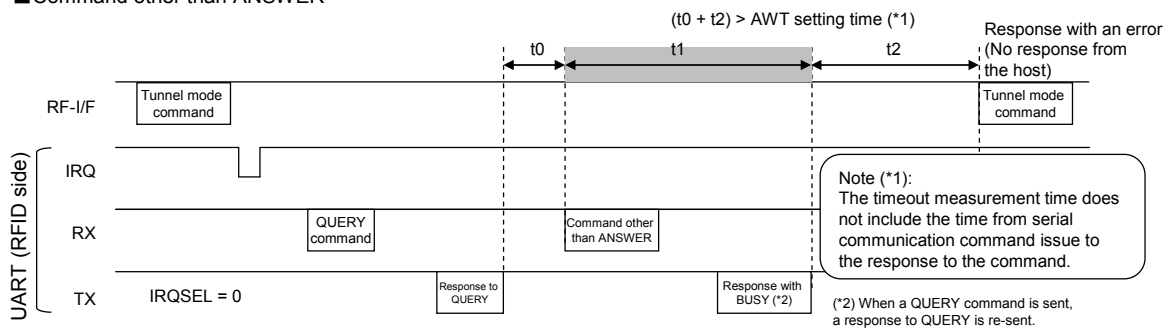 ■Command other than ANSWER
(t0 + t2) > AWT setting time (*1)
Response with an error
(No response from
the host)
t0
t1
t2
RF-I/F
Tunnel mode
command
Tunnel mode
command
UART (RFID side)
IRQ
Note (*1):
The timeout measurement time does
not include the time from serial
communication command issue to
the response to the command.
RX
QUERY
command
Command other
than ANSWER
TX
IRQSEL = 0
Response to
QUERY
Response with
BUSY (*2)
(*2) When a QUERY command is sent,
a response to QUERY is re-sent.